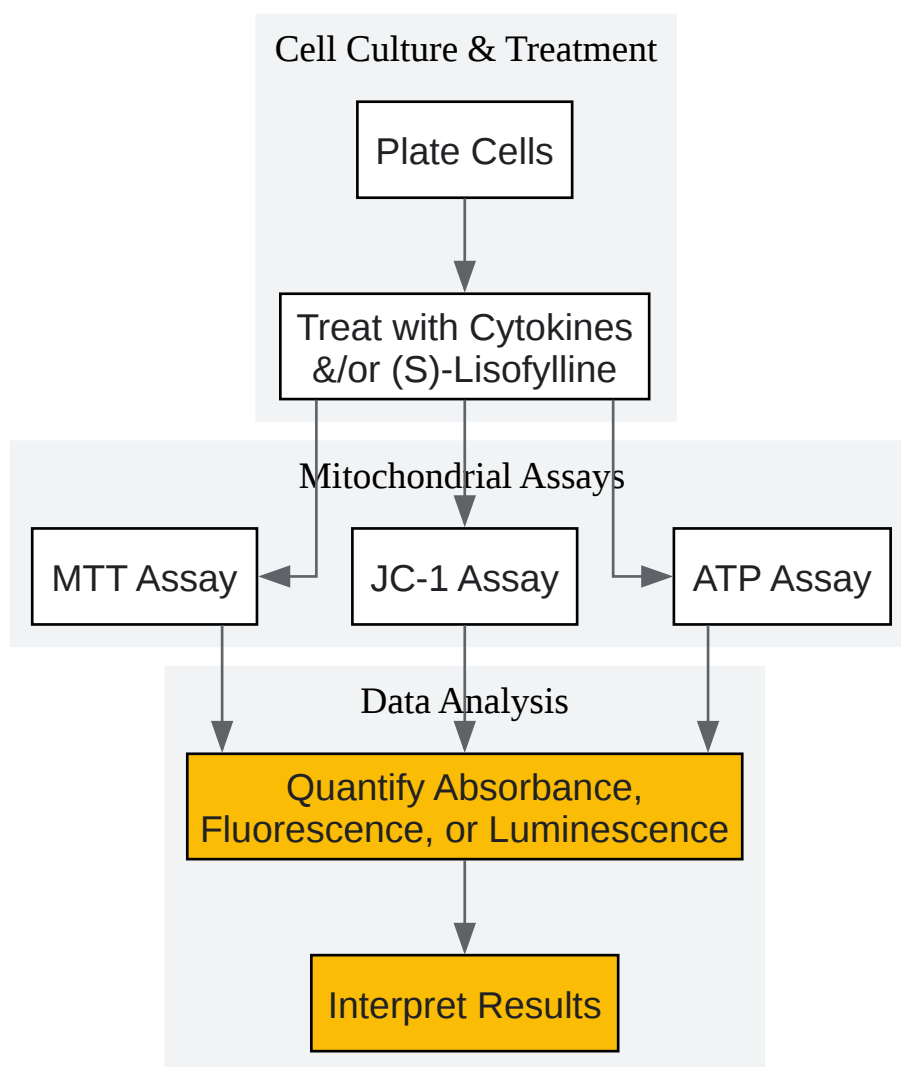 Cell Culture & Treatment
Plate Cells
Treat with Cytokines
&/or (S)-Lisofylline
Mitochondrial Assays
MTT Assay
JC-1 Assay
ATP Assay
Data Analysis
Quantify Absorbance,
Fluorescence, or Luminescence
Interpret Results